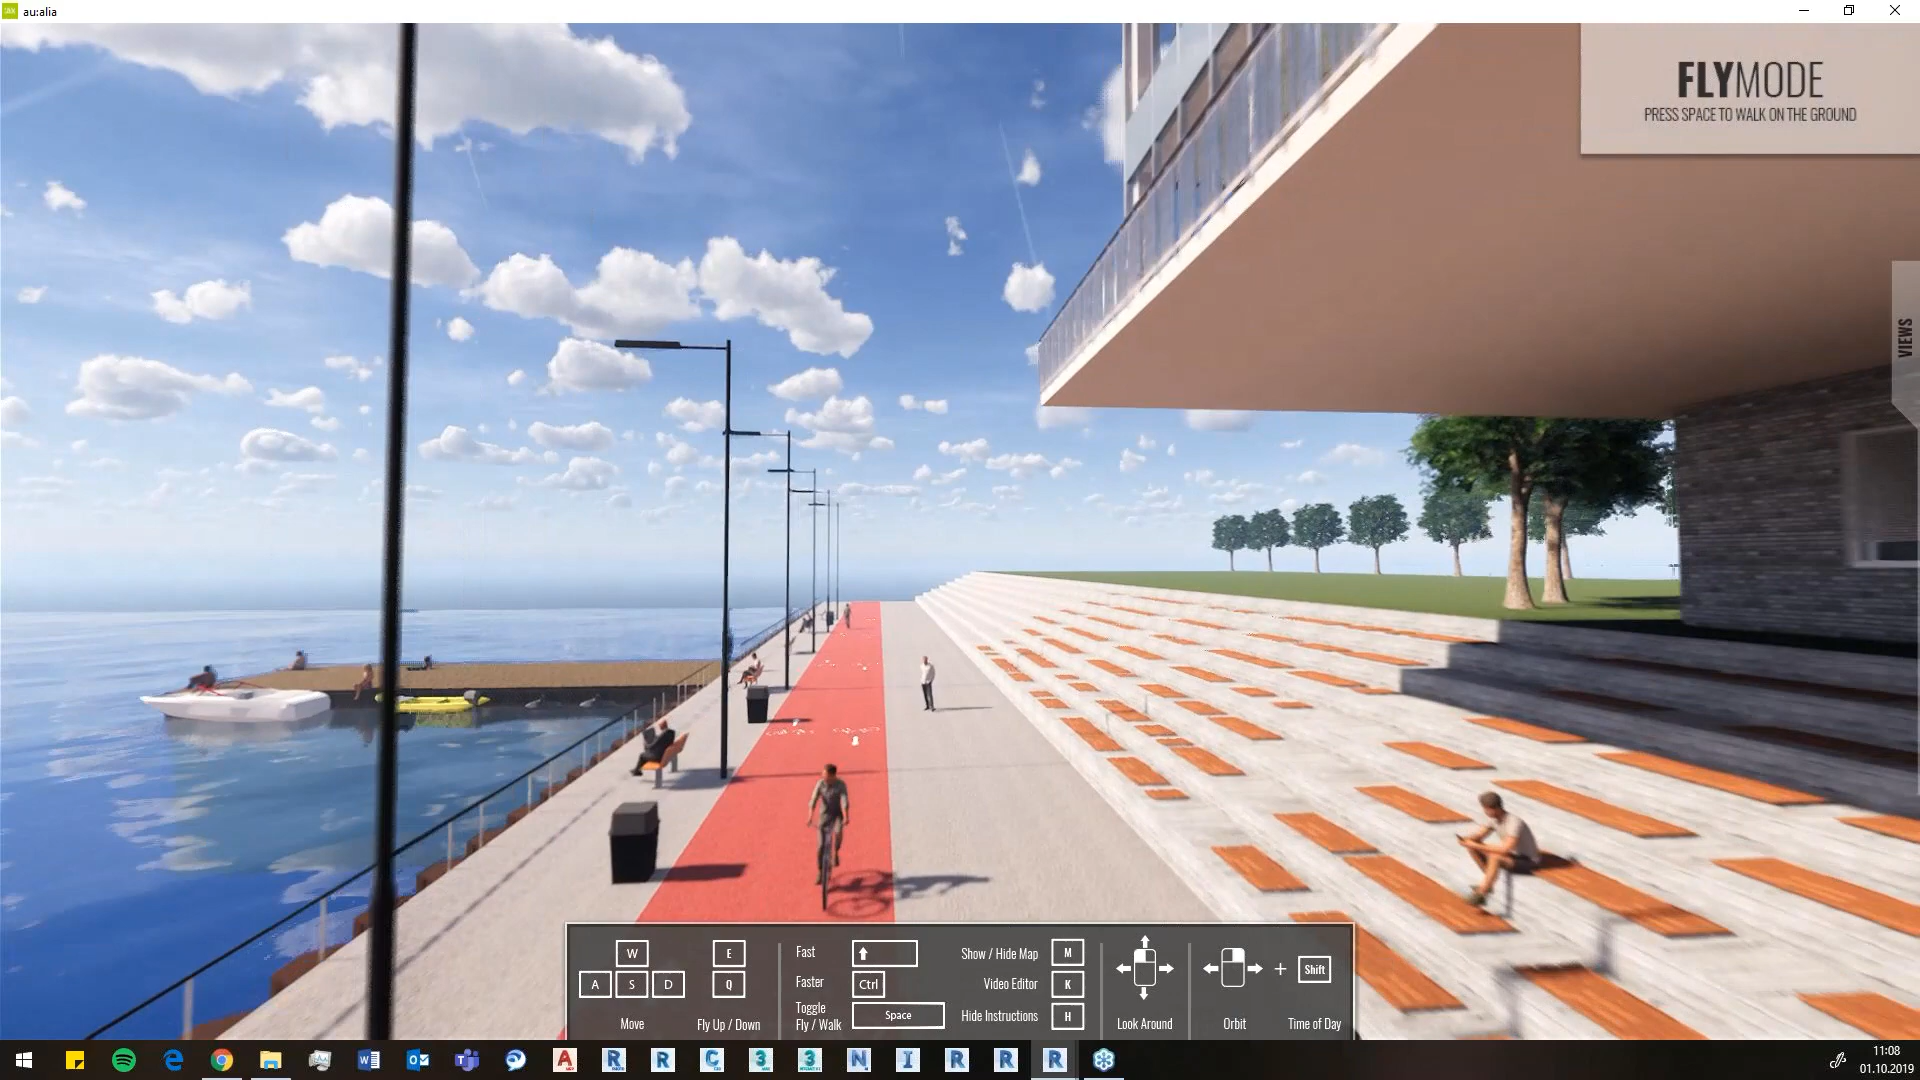 au:alia
FLYMODE
PRESS SPACE TO WALK ON THE GROUND
VIEWS
W
A S D
Move
E
Q
Fly Up / Down
Fast
Faster Ctrl
Toggle
Fly / Walk Space
Show / Hide Map M
Video Editor K
Hide Instructions H
Look Around
Orbit
+ Shift
Time of Day
11:08
01.10.2019